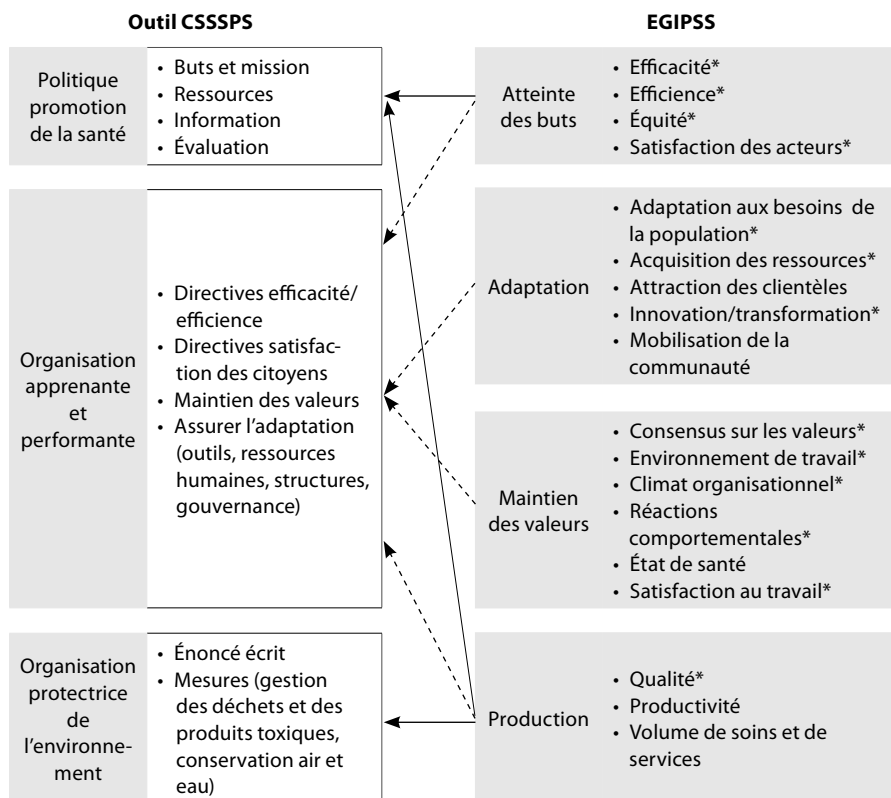 Outil CSSSPS
EGIPSS
Politique
promotion
de la santé
• Buts et mission
• Ressources
• Information
• Évaluation
Atteinte
des buts
• Efficacité*
• Efficience*
• Équité*
• Satisfaction des acteurs*
Organisation
apprenante
et
performante
• Directives efficacité/
efficience
• Directives satisfac-
tion des citoyens
• Maintien des valeurs
• Assurer l’adaptation
(outils, ressources
humaines, structures,
gouvernance)
Adaptation
• Adaptation aux besoins de
la population*
• Acquisition des ressources*
• Attraction des clientèles
• Innovation/transformation*
• Mobilisation de la
communauté
Maintien
des valeurs
• Consensus sur les valeurs*
• Environnement de travail*
• Climat organisationnel*
• Réactions
comportementales*
• État de santé
• Satisfaction au travail*
Organisation
protectrice
de
l’environne-
ment
• Énoncé écrit
• Mesures (gestion
des déchets et des
produits toxiques,
conservation air et
eau)
Production
• Qualité*
• Productivité
• Volume de soins et de
services